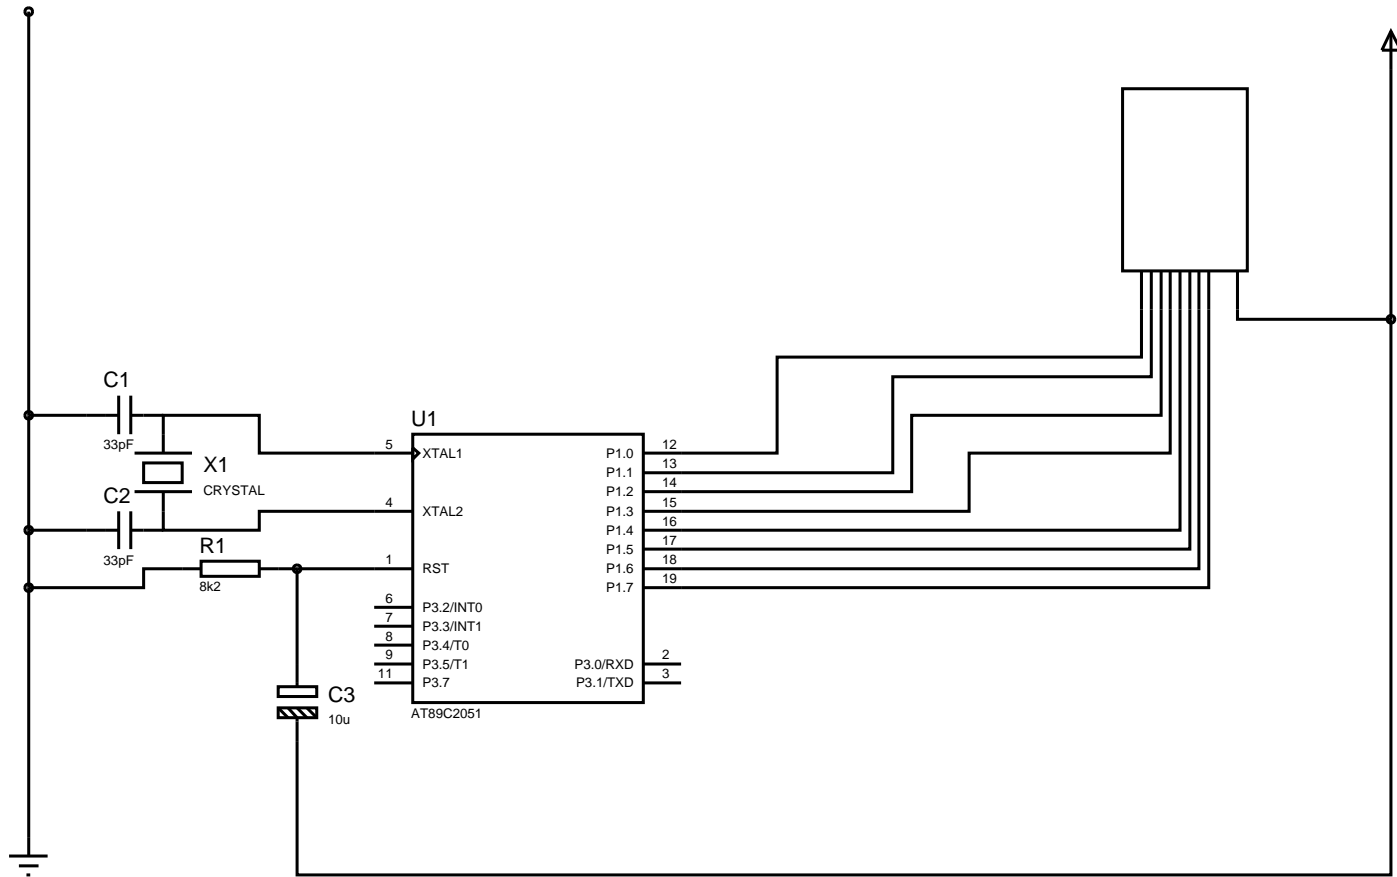 C1
33pF
X1
CRYSTAL
C2
33pF
R1
8k2
C3
10u
U1
5 XTAL1
4 XTAL2
1 RST
6 P3.2/INT0
7 P3.3/INT1
8 P3.4/T0
9 P3.5/T1
11 P3.7
P1.0 12
P1.1 13
P1.2 14
P1.3 15
P1.4 16
P1.5 17
P1.6 18
P1.7 19
P3.0/RXD 2
P3.1/TXD 3
AT89C2051